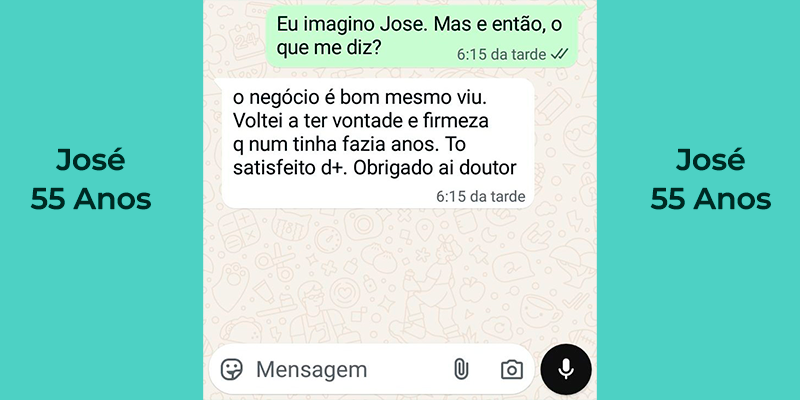 Eu imagino Jose. Mas e então, o
que me diz?
6:15 da tarde
o negócio é bom mesmo viu.
Voltei a ter vontade e firmeza
q num tinha fazia anos. To
satisfeito d+. Obrigado ai doutor
6:15 da tarde
José
55 Anos
José
55 Anos
Mensagem